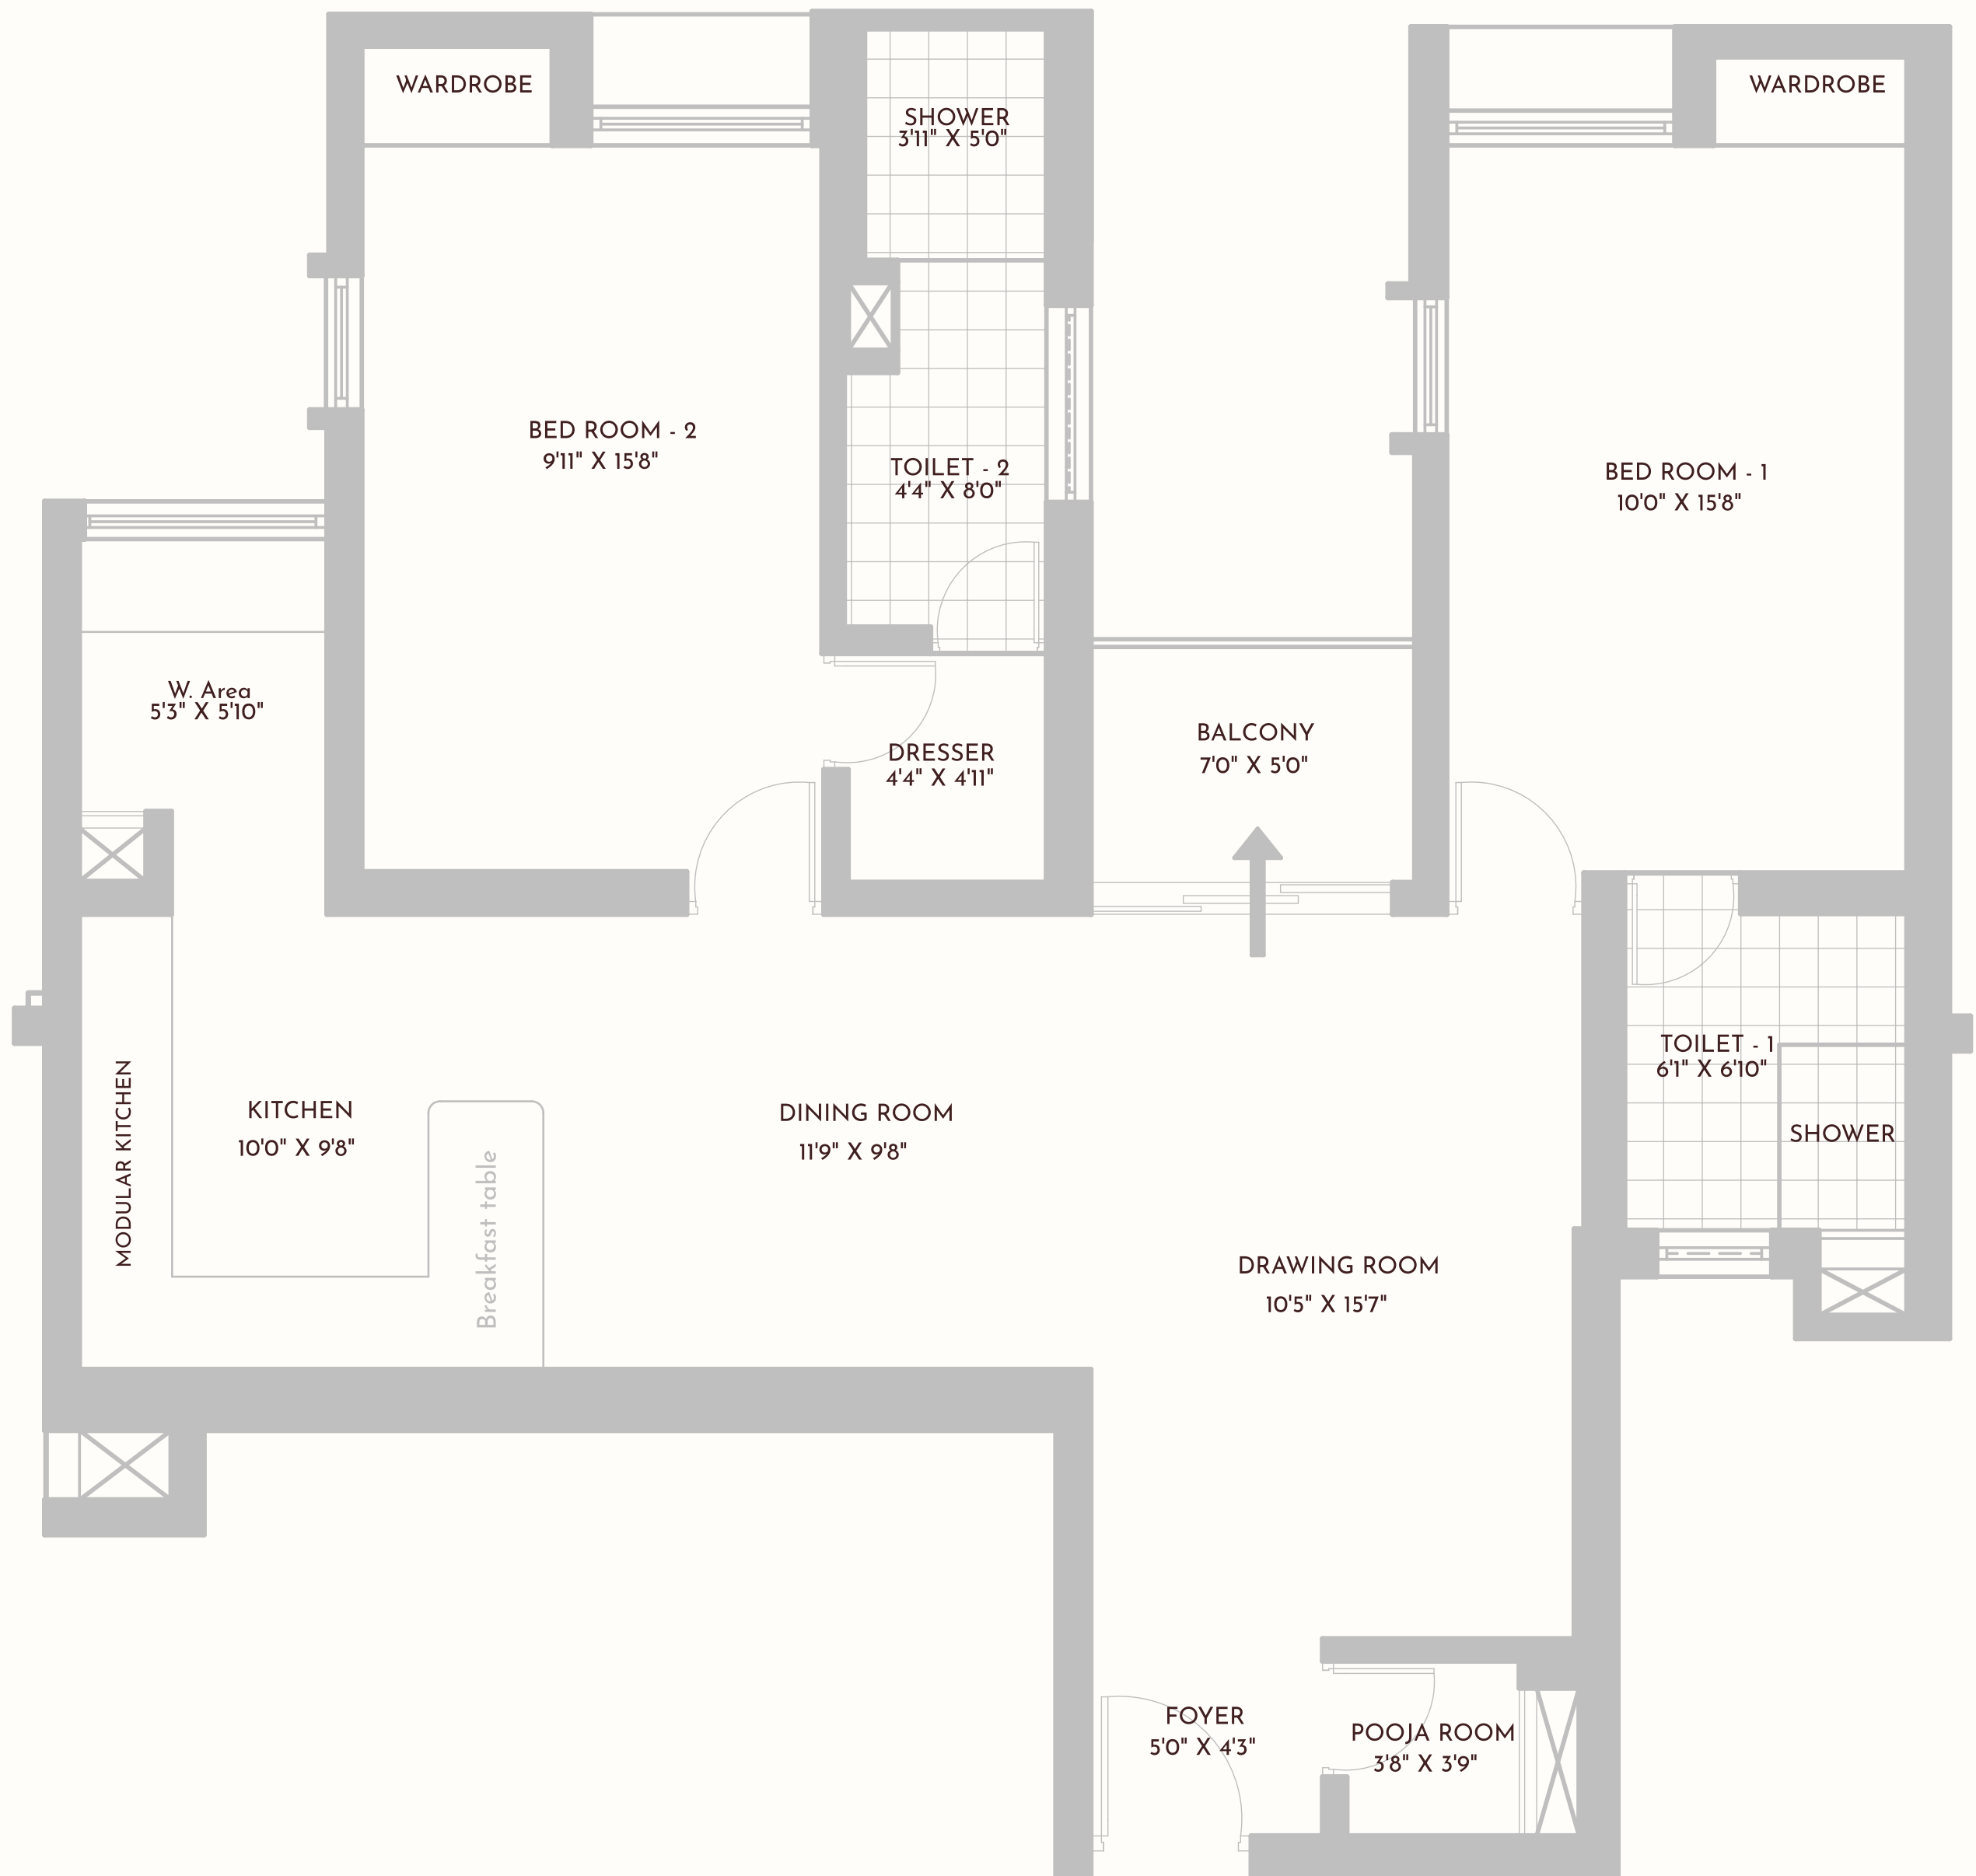 WARDROBE
WARDROBE
SHOWER
3'11" X 5'0"
BED ROOM - 2
9'11" X 15'8"
TOILET - 2
4'4" X 8'0"
BED ROOM - 1
10'0" X 15'8"
W. Area
5'3" X 5'10"
DRESSER
4'4" X 4'11"
BALCONY
7'0" X 5'0"
TOILET - 1
6'1" X 6'10"
SHOWER
MODULAR KITCHEN
KITCHEN
10'0" X 9'8"
Breakfast table
DINING ROOM
11'9" X 9'8"
DRAWING ROOM
10'5" X 15'7"
FOYER
5'0" X 4'3"
POOJA ROOM
3'8" X 3'9"